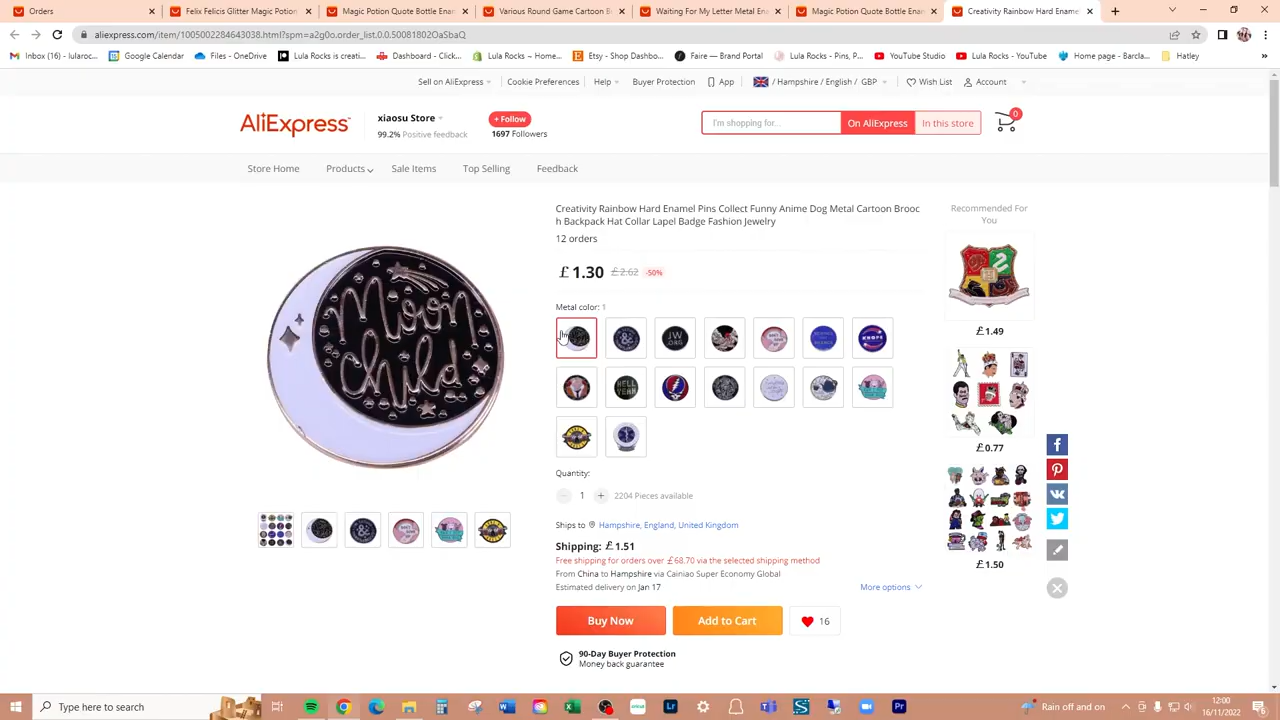 Orders
Felix Felicis Glitter Magic Potion
Magic Potion Quote Bottle Enan
Various Round Game Cartoon B
Waiting For My Letter Metal Ena
Magic Potion Quote Bottle Enan
Creativity Rainbow Hard Enamel
aliexpress.com/item/1005002284643038.html?spm=a2g0o.order_list.0.0.50081802OaSbaQ
Inbox (16) - lularoc...
Google Calendar
Files - OneDrive
Lula Rocks is creati...
Dashboard - Clickf...
Lula Rocks ~ Home...
Etsy - Shop Dashbo...
Faire — Brand Portal
Lula Rocks - Pins, P...
YouTube Studio
Lula Rocks - YouTube
Home page - Barcla...
Hatley
Sell on AliExpress
Cookie Preferences
Help
Buyer Protection
App
/ Hampshire / English / GBP
Wish List
Account
AliExpress
xiaosu Store
99.2% Positive feedback
+ Follow
1697 Followers
I'm shopping for...
On AliExpress
In this store
0
Store Home
Products
Sale Items
Top Selling
Feedback
Creativity Rainbow Hard Enamel Pins Collect Funny Anime Dog Metal Cartoon Brooc
h Backpack Hat Collar Lapel Badge Fashion Jewelry
12 orders
£1.30 £2.62 -50%
Metal color: 1
Moon
child
&
JW
.ORG
HELL
YEAH
Quantity:
1
2204 Pieces available
Ships to Hampshire, England, United Kingdom
Shipping: £1.51
Free shipping for orders over £68.70 via the selected shipping method
From China to Hampshire via Cainiao Super Economy Global
Estimated delivery on Jan 17
More options
Buy Now
Add to Cart
16
90-Day Buyer Protection
Money back guarantee
Recommended For
You
£1.49
£0.77
£1.50
Type here to search
Rain off and on
12:00
16/11/2022